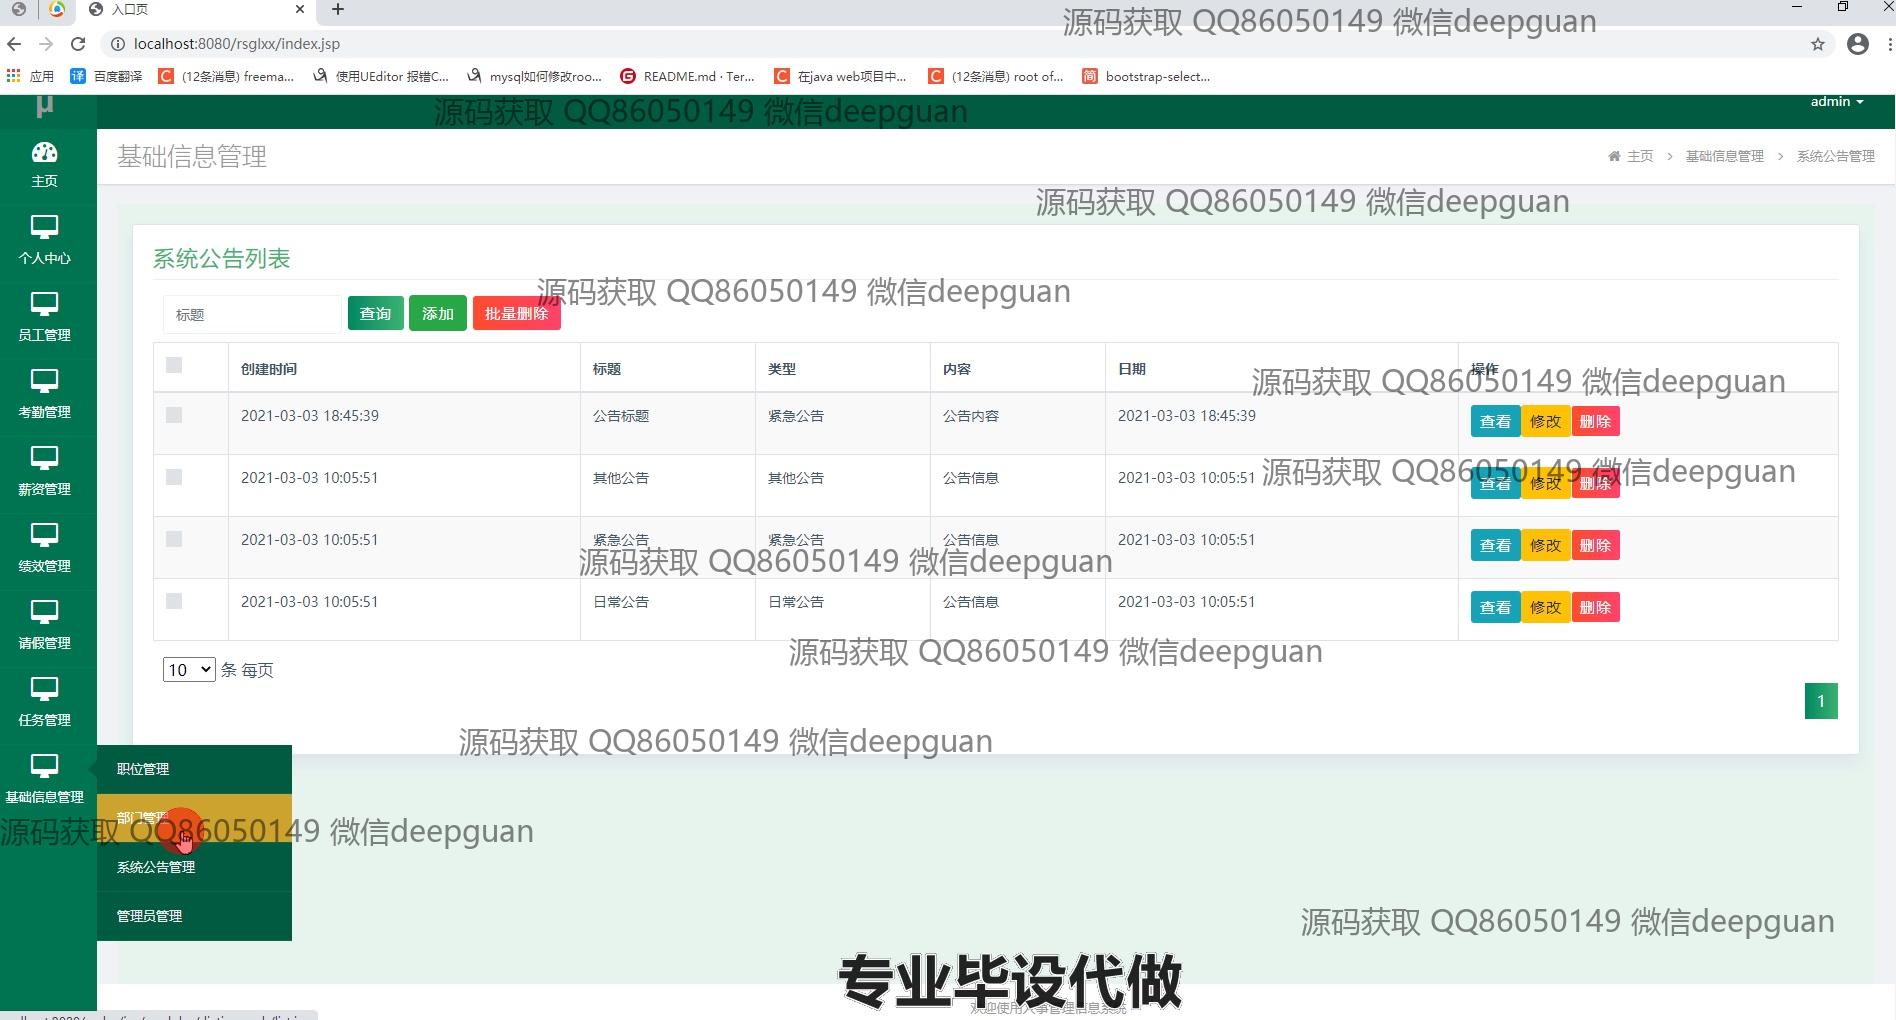 入口页
源码获取 QQ86050149 微信deepguan
localhost:8080/rsglxx/index.jsp
应用
百度翻译
(12条消息) freema...
使用UEditor 报错C...
mysql如何修改roo...
README.md · Ter...
在java web项目中...
(12条消息) root of...
bootstrap-select...
µ
源码获取 QQ86050149 微信deepguan
admin
基础信息管理
主页 > 基础信息管理 > 系统公告管理
主页
个人中心
员工管理
考勤管理
薪资管理
绩效管理
请假管理
任务管理
基础信息管理
源码获取 QQ86050149 微信deepguan
系统公告列表
源码获取 QQ86050149 微信deepguan
标题 查询 添加 批量删除
创建时间 标题 类型 内容 日期 操作
源码获取 QQ86050149 微信deepguan
2021-03-03 18:45:39 公告标题 紧急公告 公告内容 2021-03-03 18:45:39 查看 修改 删除
源码获取 QQ86050149 微信deepguan
2021-03-03 10:05:51 其他公告 其他公告 公告信息 2021-03-03 10:05:51 查看 修改 删除
2021-03-03 10:05:51 紧急公告 紧急公告 公告信息 2021-03-03 10:05:51 查看 修改 删除
源码获取 QQ86050149 微信deepguan
2021-03-03 10:05:51 日常公告 日常公告 公告信息 2021-03-03 10:05:51 查看 修改 删除
源码获取 QQ86050149 微信deepguan
10 条 每页
1
源码获取 QQ86050149 微信deepguan
职位管理
部门管理
源码获取 QQ86050149 微信deepguan
系统公告管理
管理员管理
源码获取 QQ86050149 微信deepguan
专业毕设代做
欢迎使用人事管理信息系统